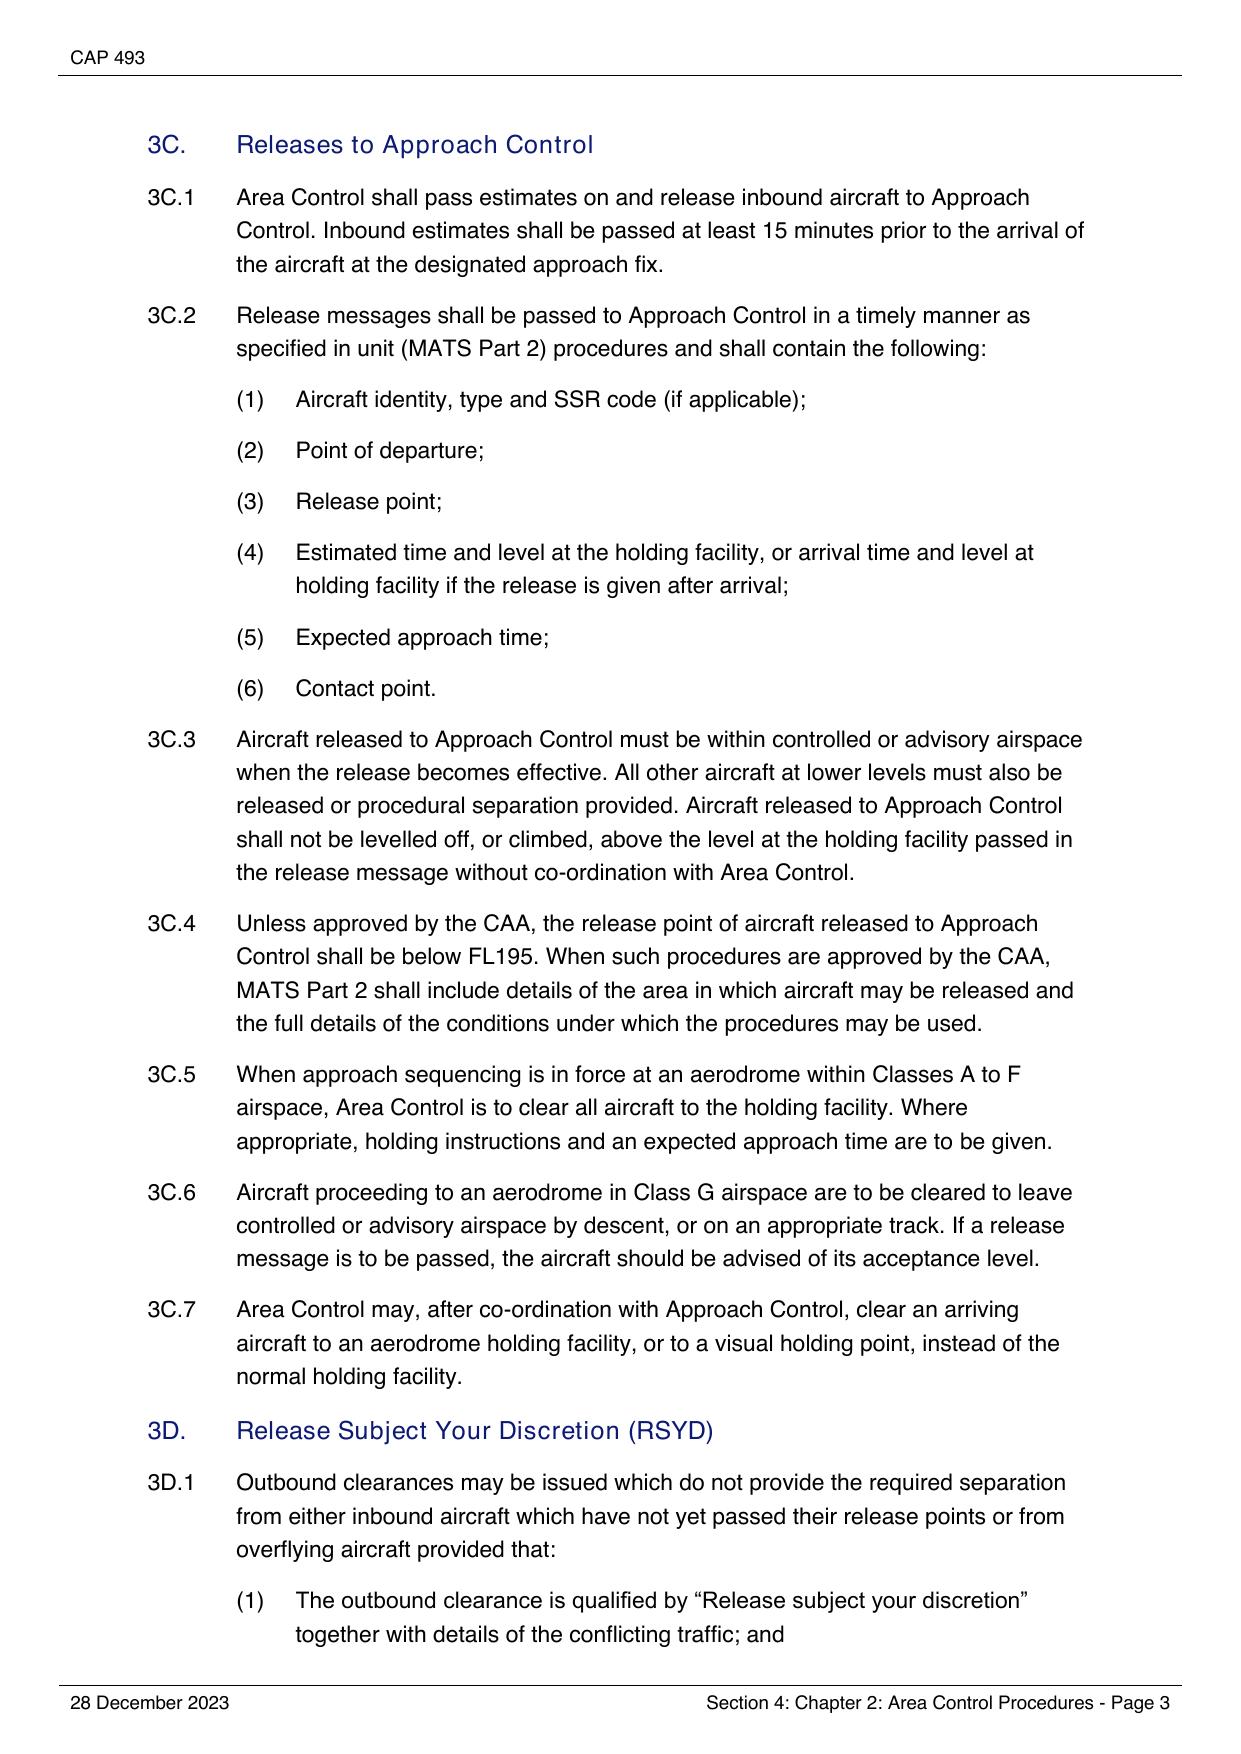 CAP 493
3C. Releases to Approach Control
3C.1 Area Control shall pass estimates on and release inbound aircraft to Approach
Control. Inbound estimates shall be passed at least 15 minutes prior to the arrival of
the aircraft at the designated approach fix.
3C.2 Release messages shall be passed to Approach Control in a timely manner as
specified in unit (MATS Part 2) procedures and shall contain the following:
(1) Aircraft identity, type and SSR code (if applicable);
(2) Point of departure;
(3) Release point;
(4) Estimated time and level at the holding facility, or arrival time and level at
holding facility if the release is given after arrival;
(5) Expected approach time;
(6) Contact point.
3C.3 Aircraft released to Approach Control must be within controlled or advisory airspace
when the release becomes effective. All other aircraft at lower levels must also be
released or procedural separation provided. Aircraft released to Approach Control
shall not be levelled off, or climbed, above the level at the holding facility passed in
the release message without co-ordination with Area Control.
3C.4 Unless approved by the CAA, the release point of aircraft released to Approach
Control shall be below FL195. When such procedures are approved by the CAA,
MATS Part 2 shall include details of the area in which aircraft may be released and
the full details of the conditions under which the procedures may be used.
3C.5 When approach sequencing is in force at an aerodrome within Classes A to F
airspace, Area Control is to clear all aircraft to the holding facility. Where
appropriate, holding instructions and an expected approach time are to be given.
3C.6 Aircraft proceeding to an aerodrome in Class G airspace are to be cleared to leave
controlled or advisory airspace by descent, or on an appropriate track. If a release
message is to be passed, the aircraft should be advised of its acceptance level.
3C.7 Area Control may, after co-ordination with Approach Control, clear an arriving
aircraft to an aerodrome holding facility, or to a visual holding point, instead of the
normal holding facility.
3D. Release Subject Your Discretion (RSYD)
3D.1 Outbound clearances may be issued which do not provide the required separation
from either inbound aircraft which have not yet passed their release points or from
overflying aircraft provided that:
(1) The outbound clearance is qualified by “Release subject your discretion”
together with details of the conflicting traffic; and
28 December 2023 Section 4: Chapter 2: Area Control Procedures - Page 3